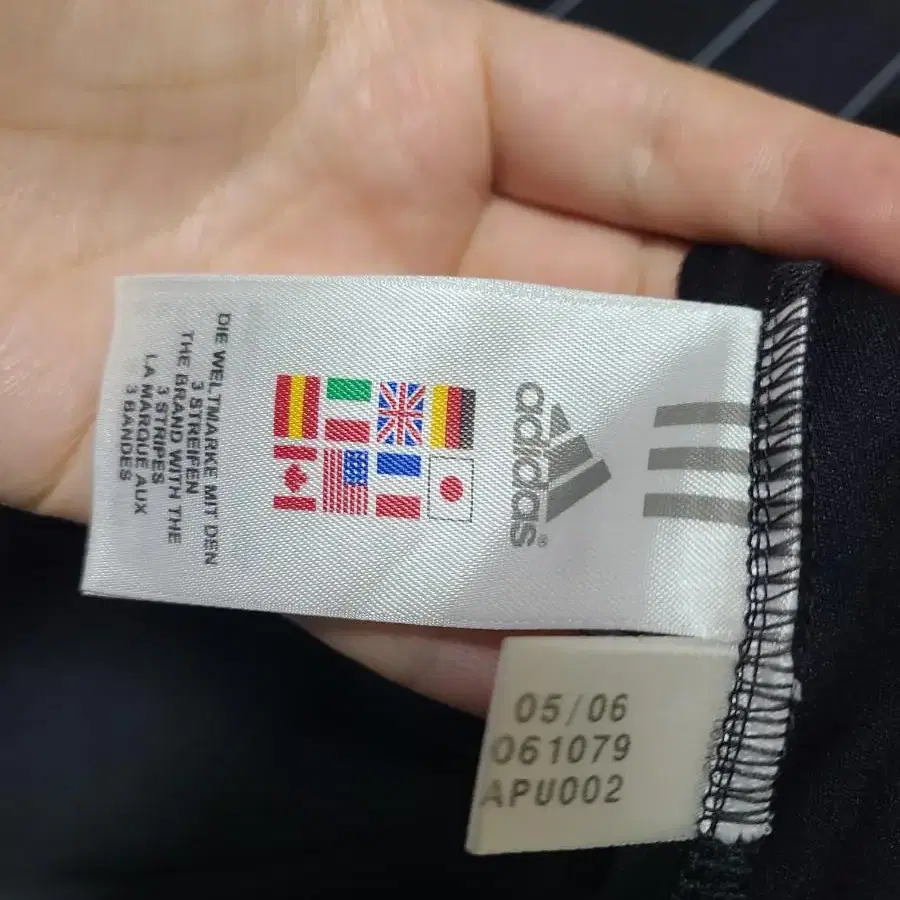 adidas®
DIE WELTMARKE MIT DEN
3 STREIFEN
THE BRAND WITH THE
3 STRIPES
LA MARQUE AUX
3 BANDES
05/06
061079
APU002